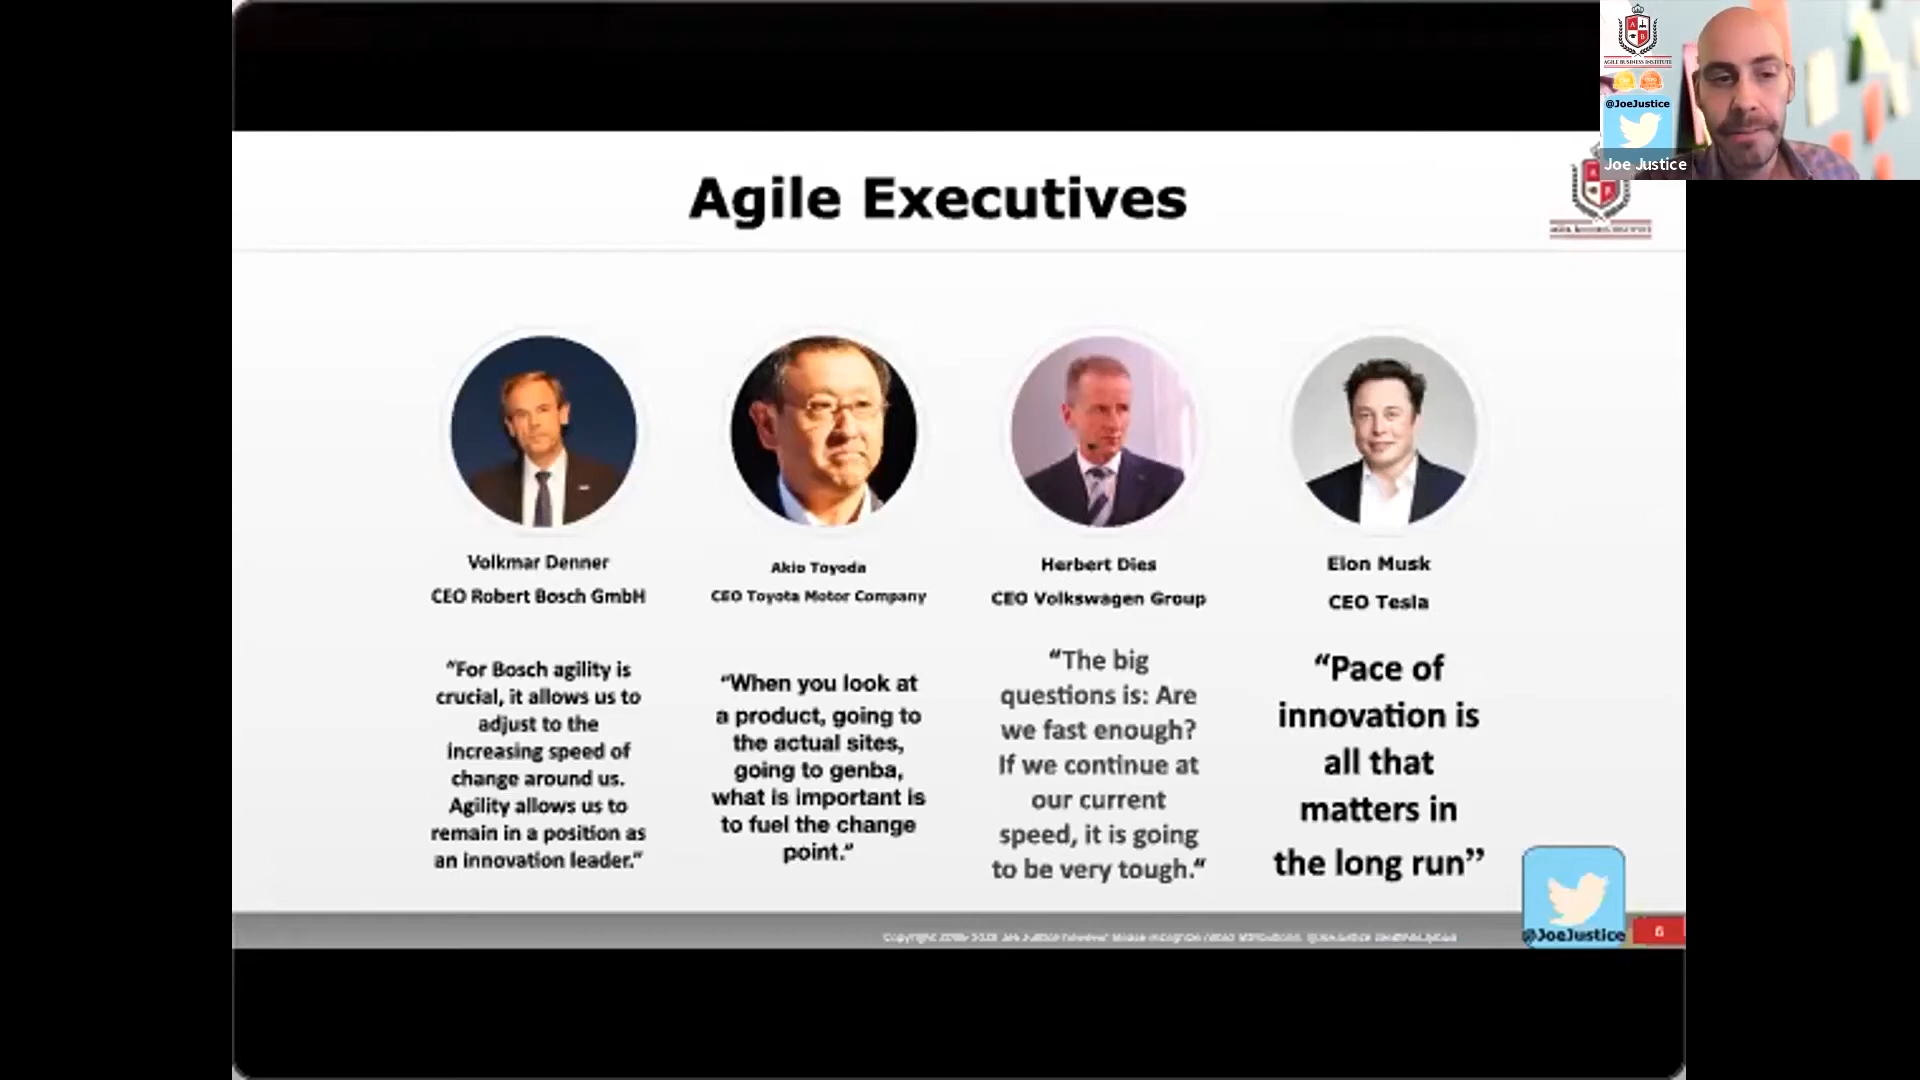 AGILE BUSINESS INSTITUTE
@JoeJustice
Joe Justice
Agile Executives
Volkmar Denner
CEO Robert Bosch GmbH
“For Bosch agility is
crucial, it allows us to
adjust to the
increasing speed of
change around us.
Agility allows us to
remain in a position as
an innovation leader.”
Akio Toyoda
CEO Toyota Motor Company
“When you look at
a product, going to
the actual sites,
going to genba,
what is important is
to fuel the change
point.”
Herbert Dies
CEO Volkswagen Group
“The big
questions is: Are
we fast enough?
If we continue at
our current
speed, it is going
to be very tough.“
Elon Musk
CEO Tesla
“Pace of
innovation is
all that
matters in
the long run”
@JoeJustice
6